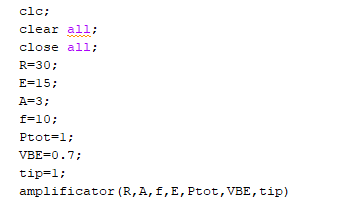 clc;
clear all;
close all;
R=30;
E=15;
A=3;
f=10;
Ptot=1;
VBE=0.7;
tip=1;
amplificator(R,A,f,E,Ptot,VBE,tip)